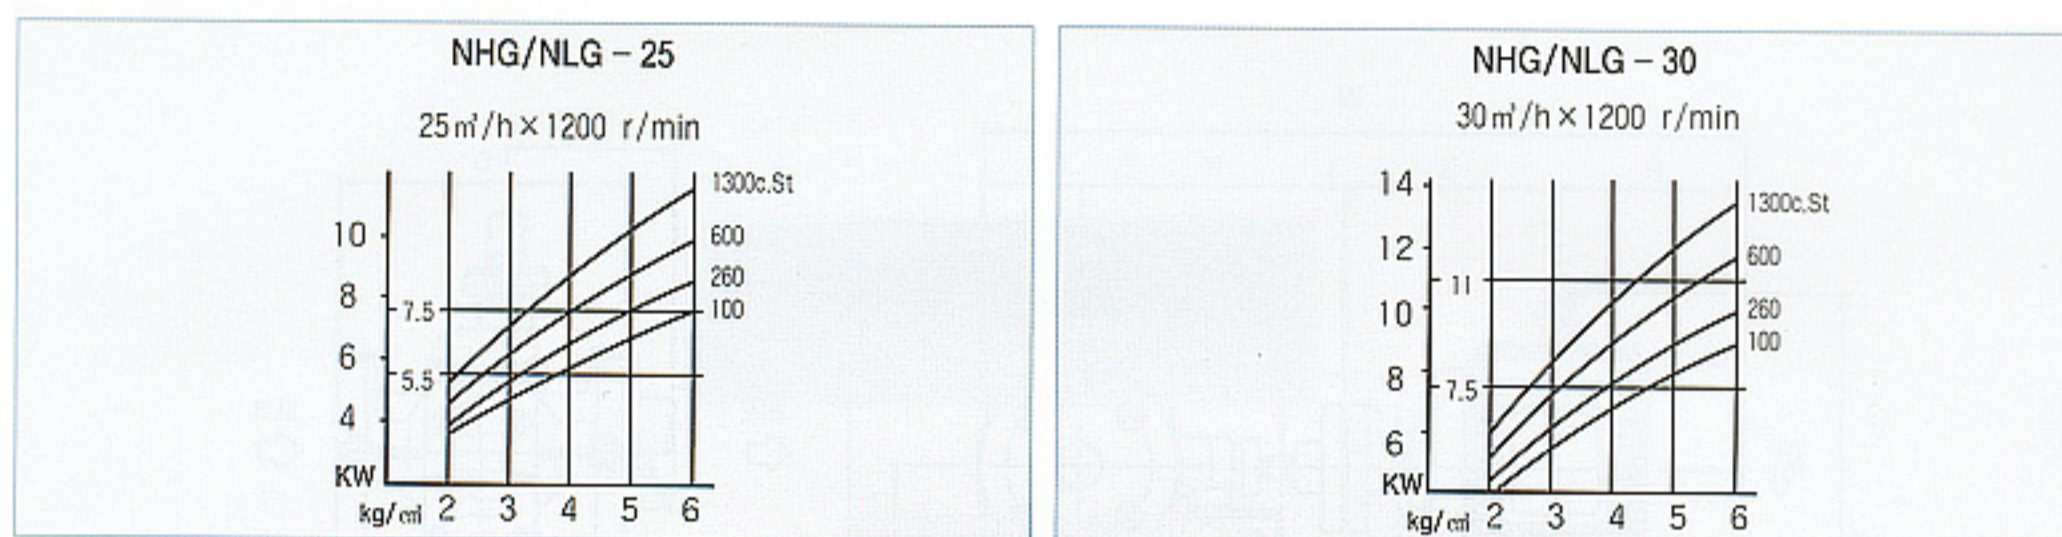 NHG/NLG – 25
25㎥/h × 1200 r/min
1300c.St
10
600
260
8
7.5
100
6
5.5
4
KW
kg/㎠ 2 3 4 5 6
NHG/NLG – 30
30㎥/h × 1200 r/min
14
1300c.St
12
600
11
10
260
100
8
7.5
6
KW
kg/㎠ 2 3 4 5 6